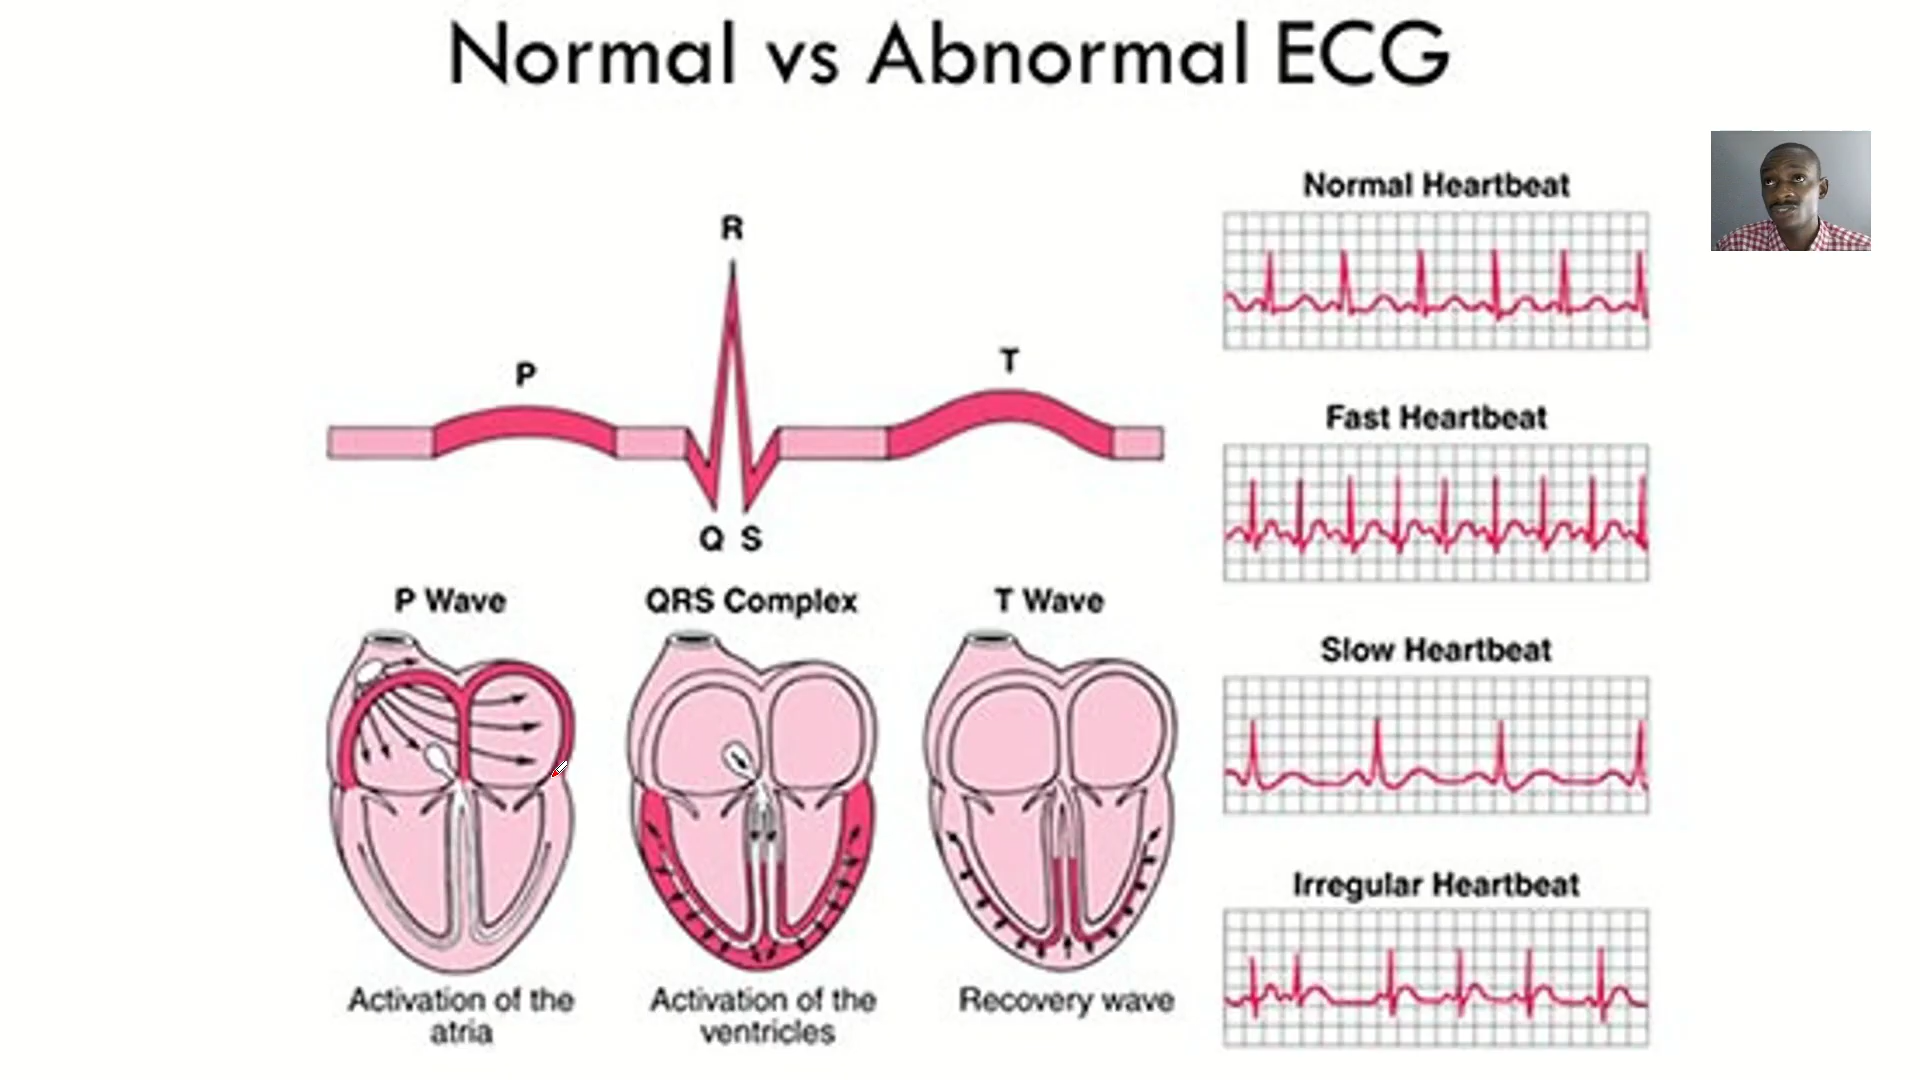 Normal vs Abnormal ECG
R
P
T
Q S
P Wave
QRS Complex
T Wave
Activation of the
atria
Activation of the
ventricles
Recovery wave
Normal Heartbeat
Fast Heartbeat
Slow Heartbeat
Irregular Heartbeat